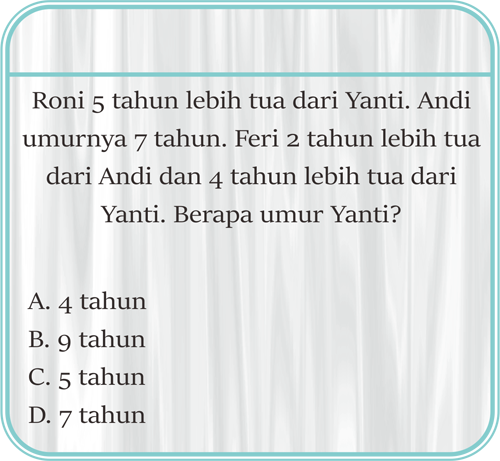 Roni 5 tahun lebih tua dari Yanti. Andi
umurnya 7 tahun. Feri 2 tahun lebih tua
dari Andi dan 4 tahun lebih tua dari
Yanti. Berapa umur Yanti?
A. 4 tahun
B. 9 tahun
C. 5 tahun
D. 7 tahun